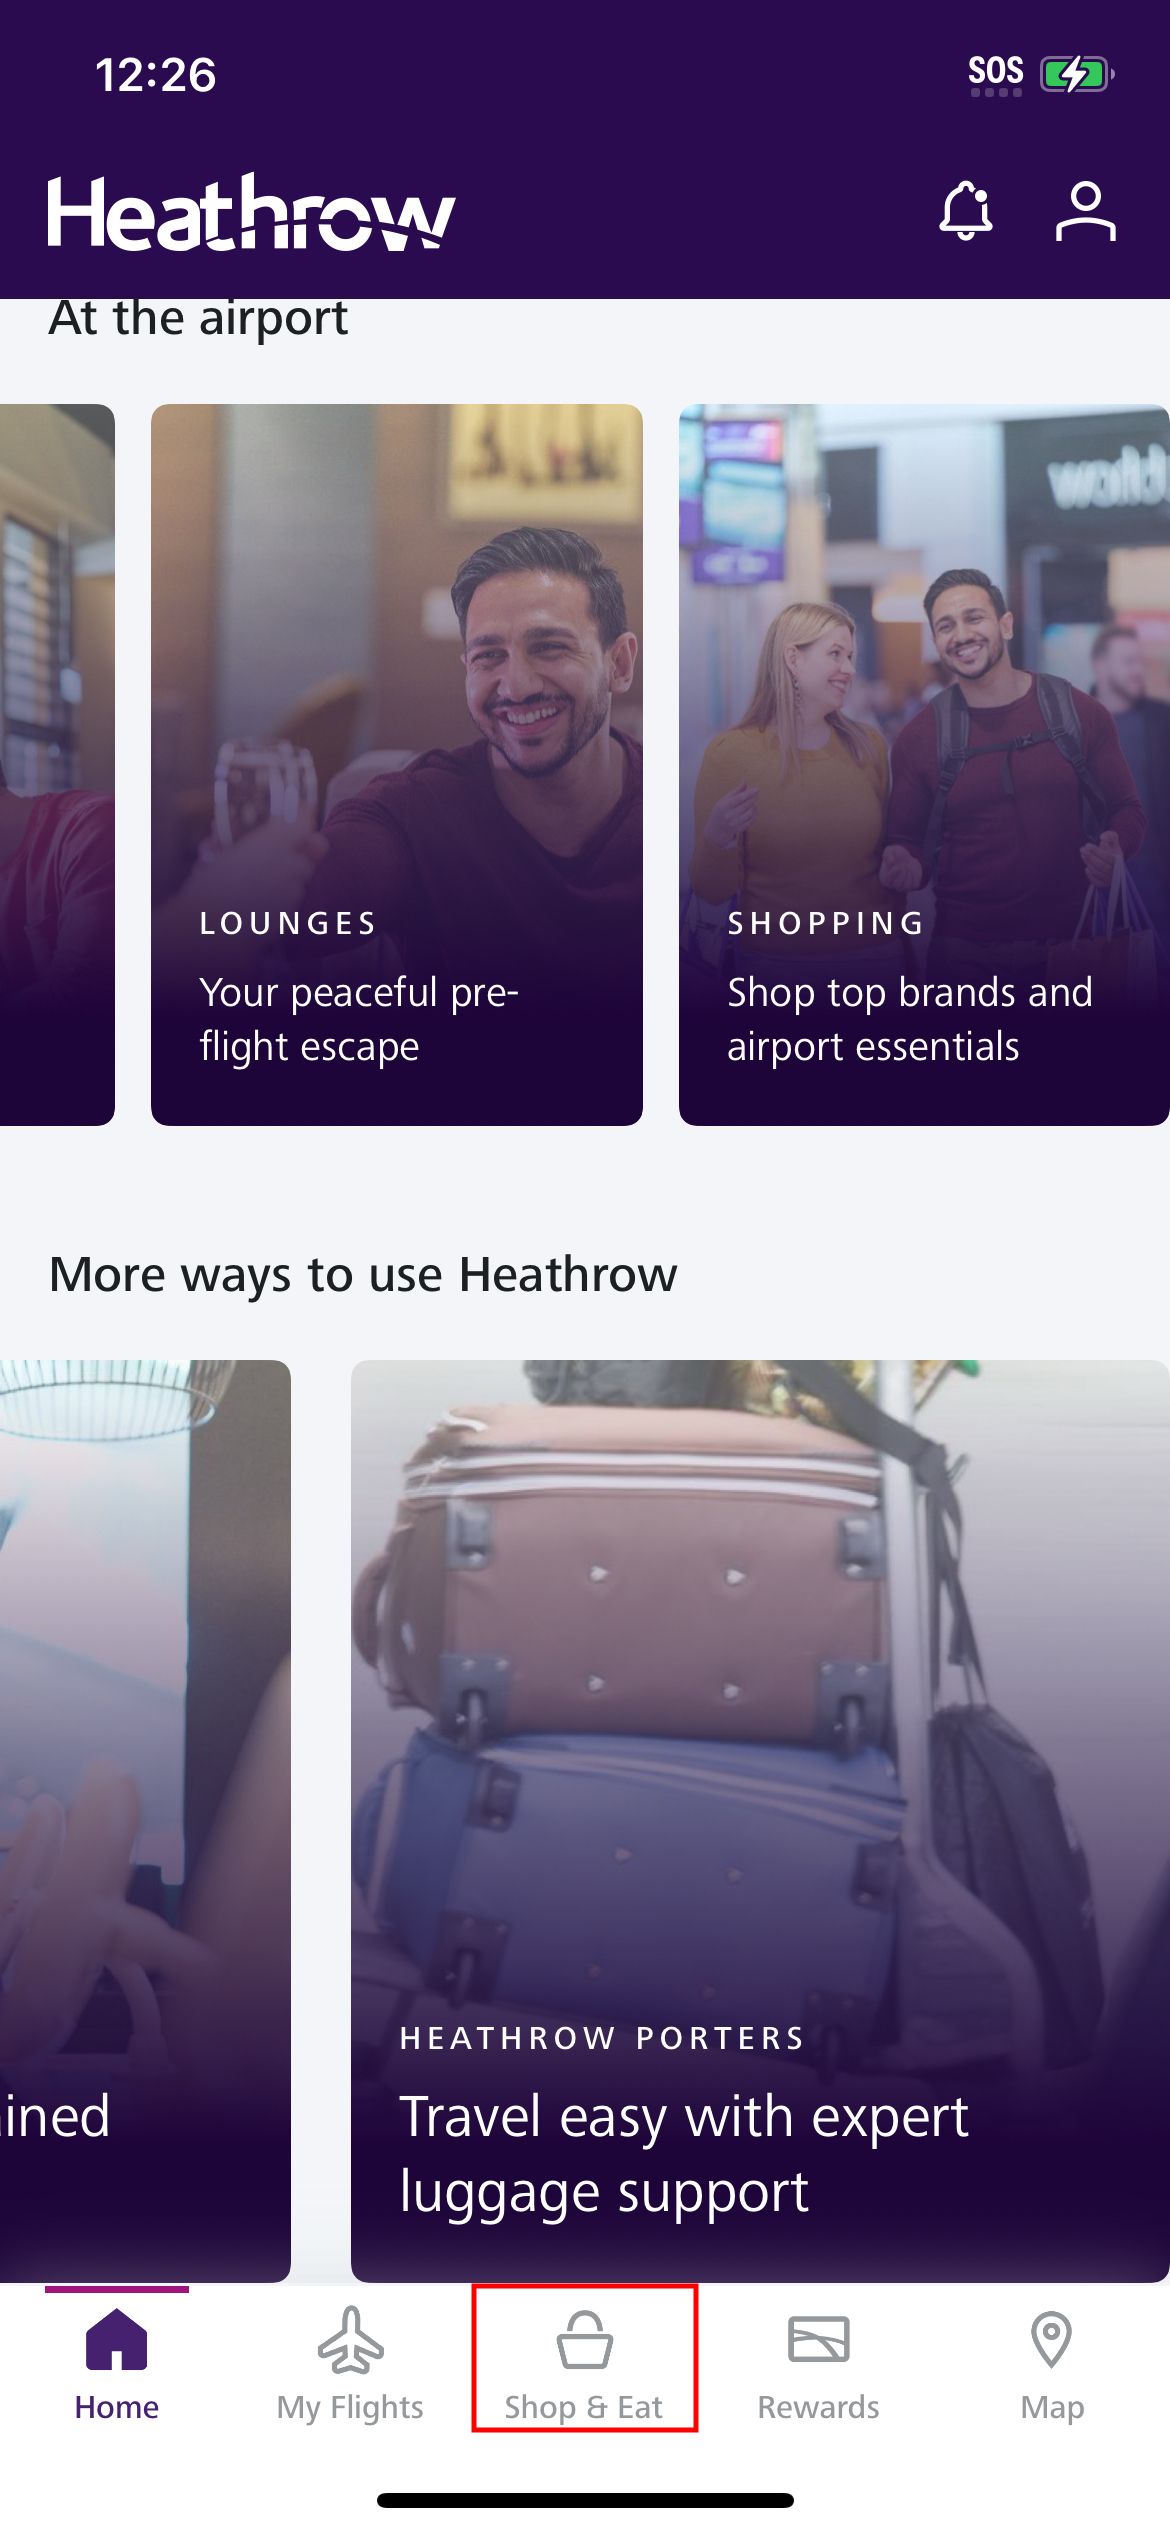 12:26
SOS
Heathrow
At the airport
world
LOUNGES
Your peaceful pre-
flight escape
SHOPPING
Shop top brands and
airport essentials
More ways to use Heathrow
ined
HEATHROW PORTERS
Travel easy with expert
luggage support
Home
My Flights
Shop & Eat
Rewards
Map